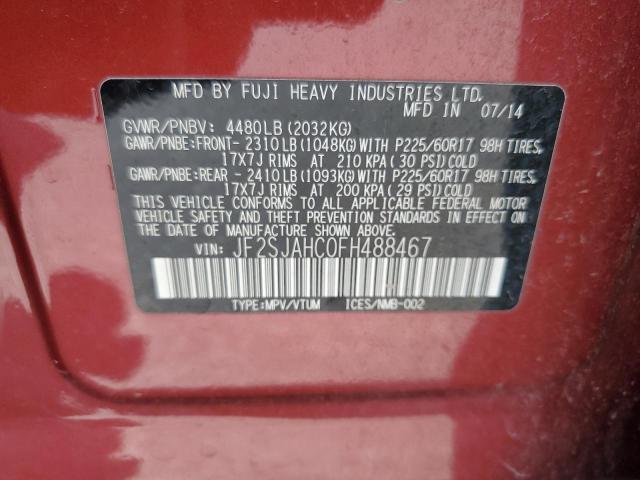 MFD BY FUJI HEAVY INDUSTRIES LTD.
MFD IN 07/14
GVWR/PNBV: 4480LB (2032KG)
GAWR/PNBE:FRONT- 2310LB (1048KG) WITH P225/60R17 98H TIRES,
17X7J RIMS AT 210 KPA (30 PSI) COLD
GAWR/PNBE:REAR - 2410LB (1093KG) WITH P225/60R17 98H TIRES,
17X7J RIMS AT 200 KPA (29 PSI) COLD
THIS VEHICLE CONFORMS TO ALL APPLICABLE FEDERAL MOTOR
VEHICLE SAFETY AND THEFT PREVENTION STANDARDS IN EFFECT ON
THE DATE OF MANUFACTURE SHOWN ABOVE.
VIN: JF2SJAHC0FH488467
TYPE:MPV/VTUM ICES/NMB-002